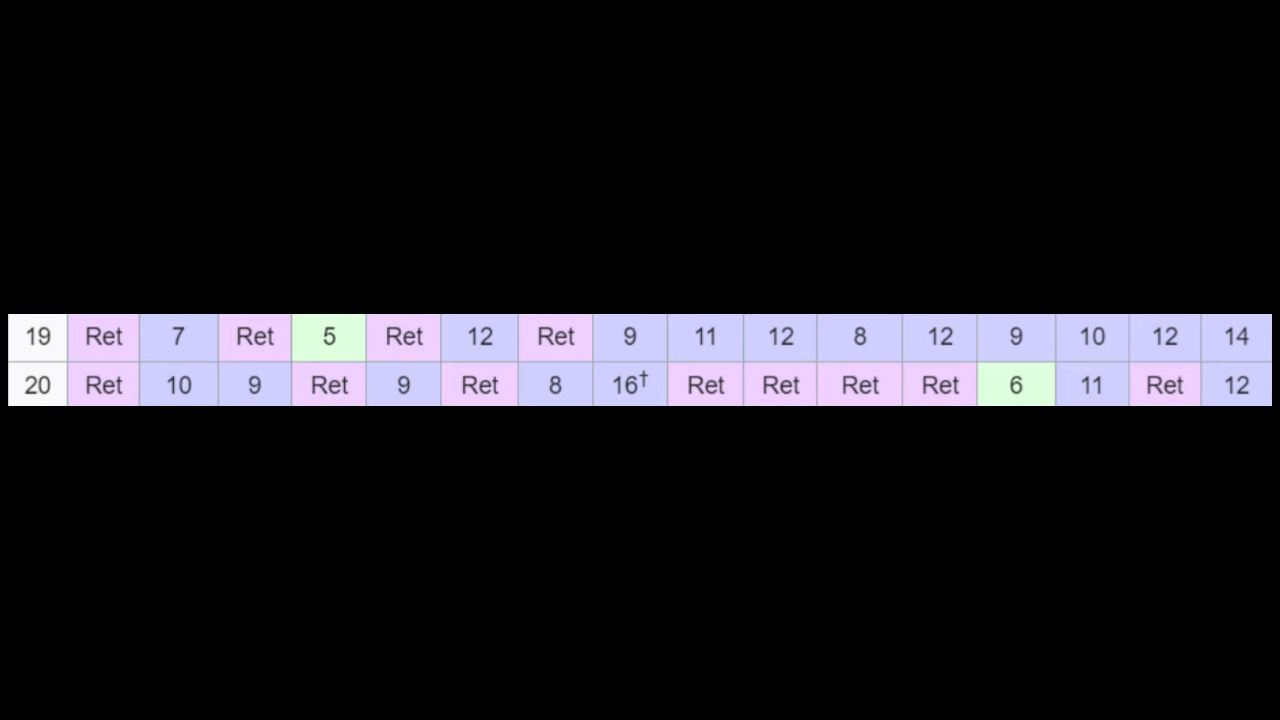 19 Ret 7 Ret 5 Ret 12 Ret 9 11 12 8 12 9 10 12 14
20 Ret 10 9 Ret 9 Ret 8 16† Ret Ret Ret Ret 6 11 Ret 12